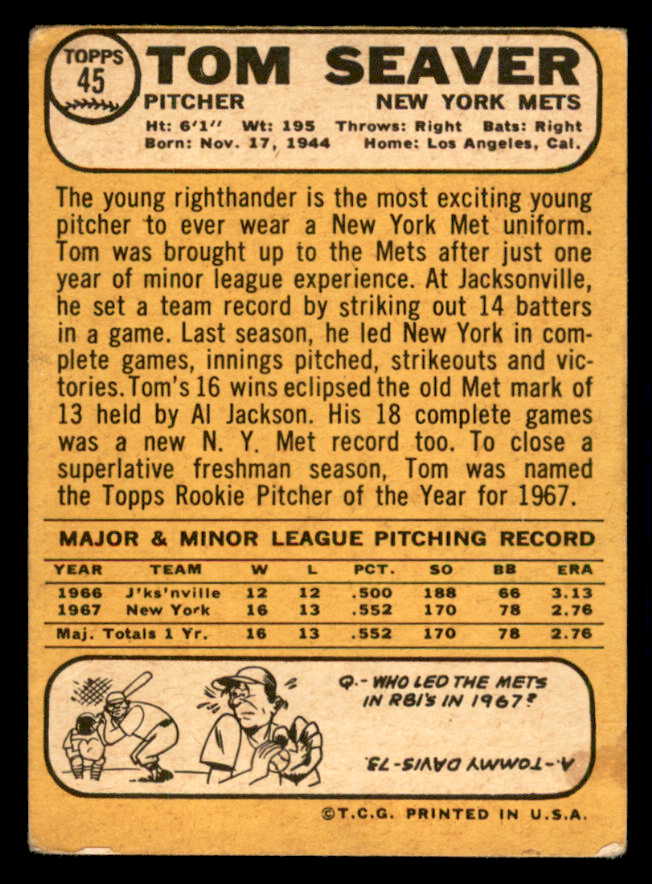 TOPPS
45
TOM SEAVER
PITCHER NEW YORK METS
Ht: 6'1" Wt: 195 Throws: Right Bats: Right
Born: Nov. 17, 1944 Home: Los Angeles, Cal.
The young righthander is the most exciting young
pitcher to ever wear a New York Met uniform.
Tom was brought up to the Mets after just one
year of minor league experience. At Jacksonville,
he set a team record by striking out 14 batters
in a game. Last season, he led New York in com-
plete games, innings pitched, strikeouts and vic-
tories. Tom's 16 wins eclipsed the old Met mark of
13 held by Al Jackson. His 18 complete games
was a new N. Y. Met record too. To close a
superlative freshman season, Tom was named
the Topps Rookie Pitcher of the Year for 1967.
MAJOR & MINOR LEAGUE PITCHING RECORD
YEAR TEAM W L PCT. SO BB ERA
1966 J'ks'nville 12 12 .500 188 66 3.13
1967 New York 16 13 .552 170 78 2.76
Maj. Totals 1 Yr. 16 13 .552 170 78 2.76
Q.- WHO LED THE METS
IN RBI'S IN 1967?
A.- TOMMY DAVIS-73.
©T.C.G. PRINTED IN U.S.A.